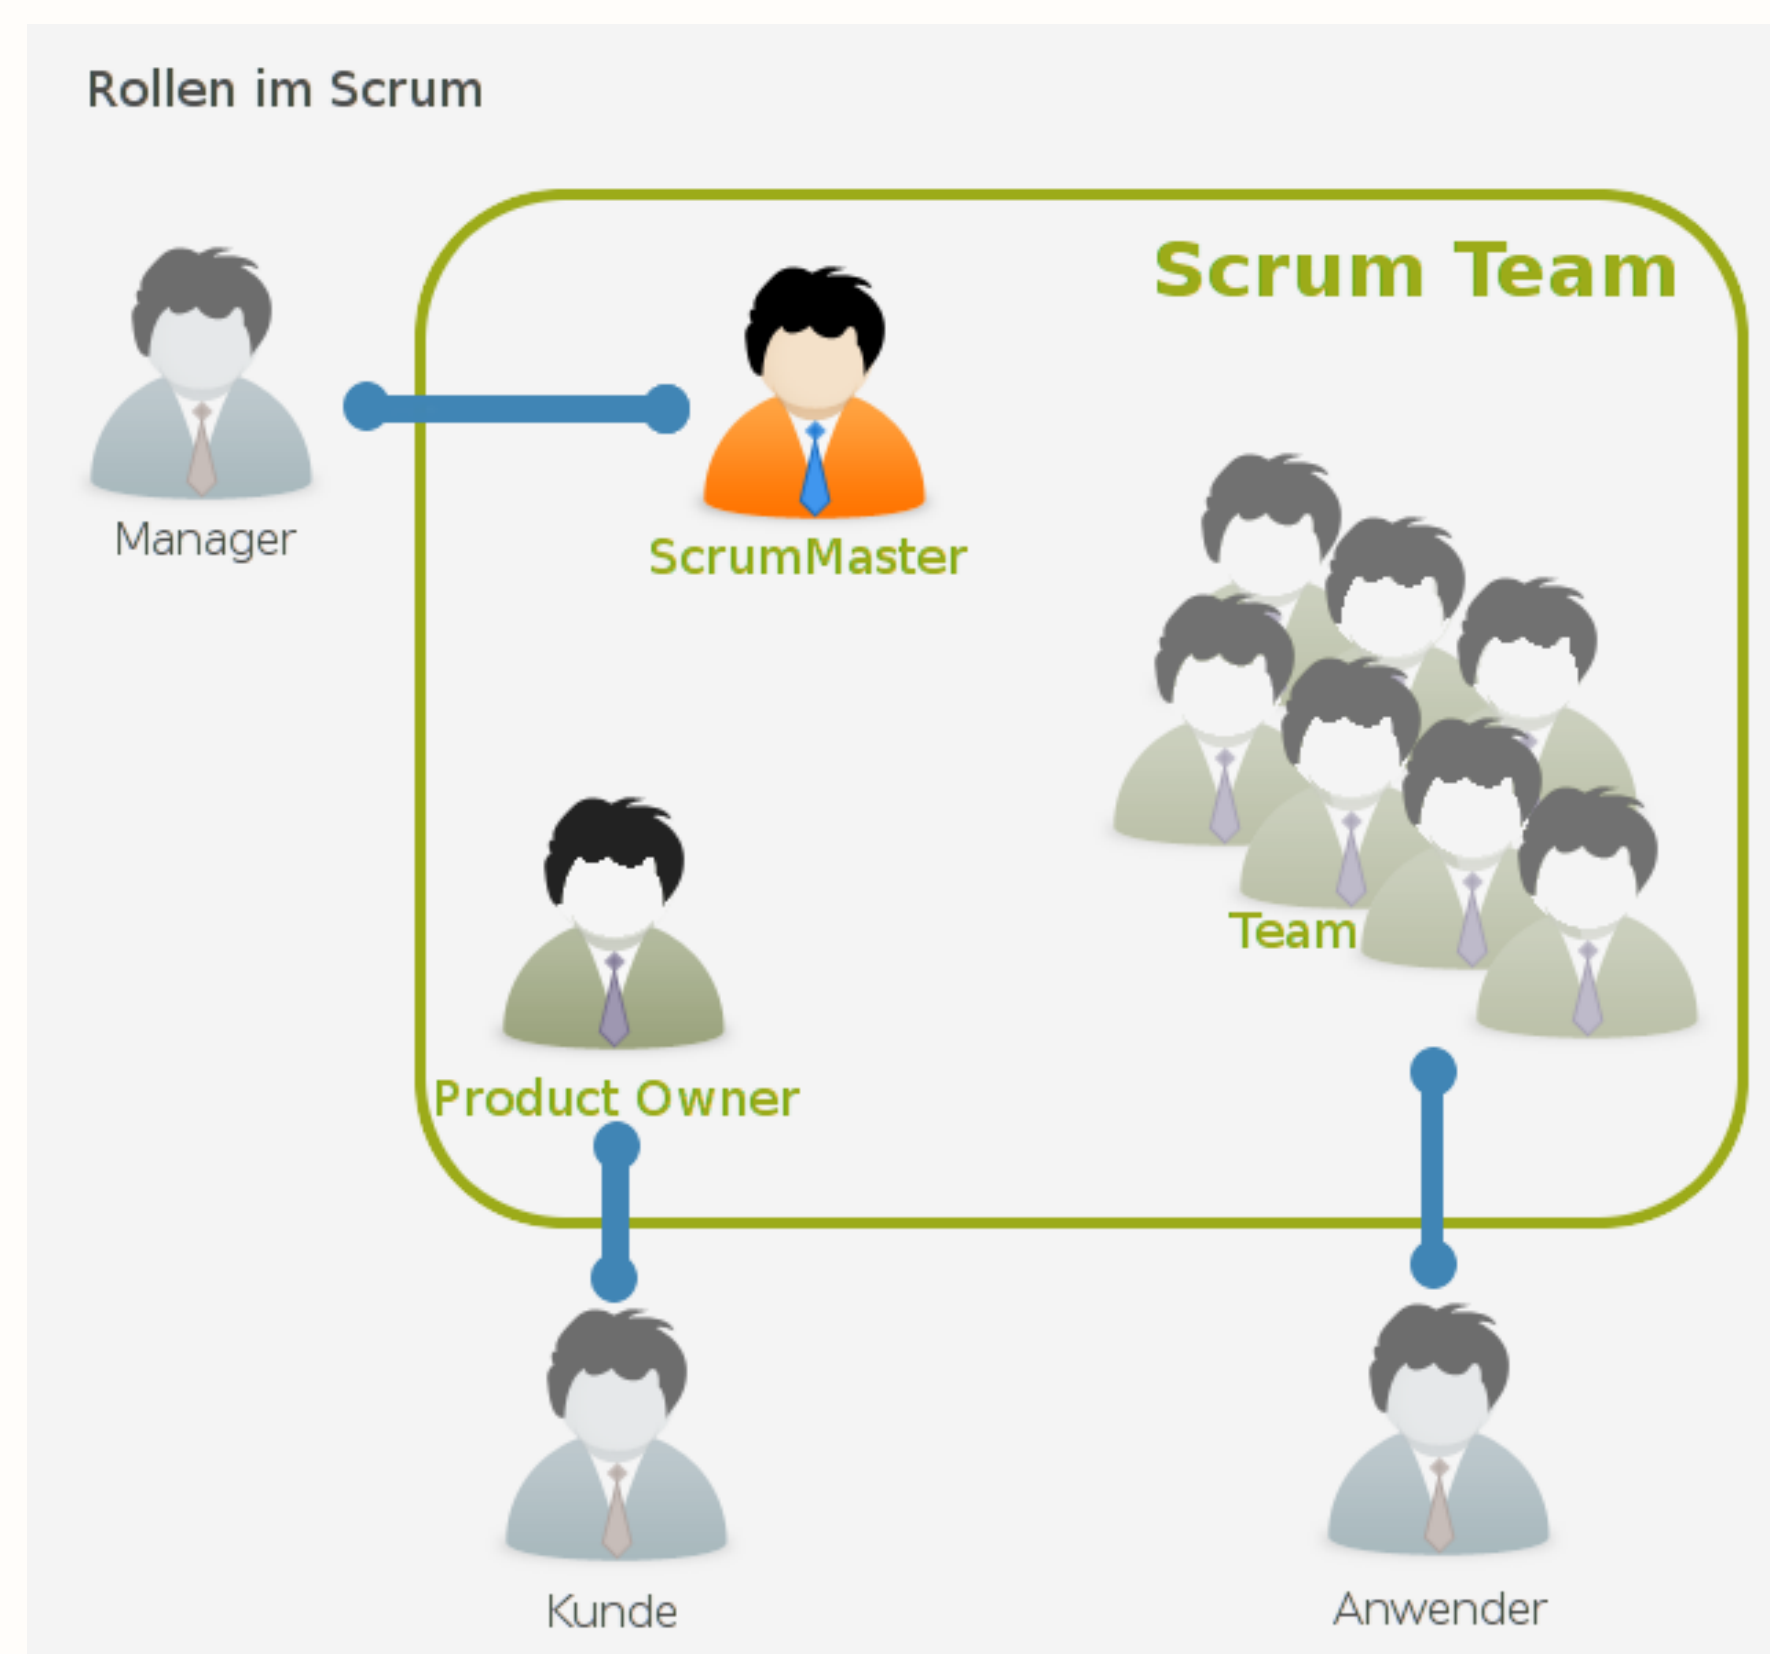 Rollen im Scrum
Scrum Team
Manager
ScrumMaster
Team
Product Owner
Kunde
Anwender